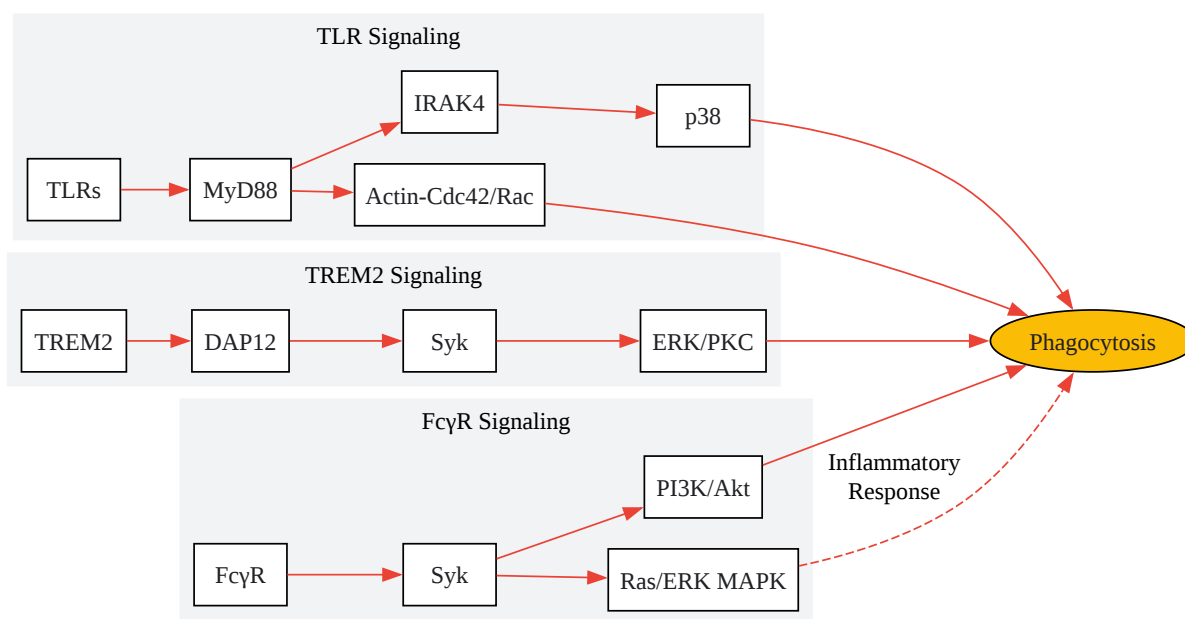 TLR Signaling
IRAK4
p38
TLRs
MyD88
Actin-Cdc42/Rac
TREM2 Signaling
TREM2
DAP12
Syk
ERK/PKC
Phagocytosis
FcγR Signaling
Inflammatory
Response
PI3K/Akt
FcγR
Syk
Ras/ERK MAPK